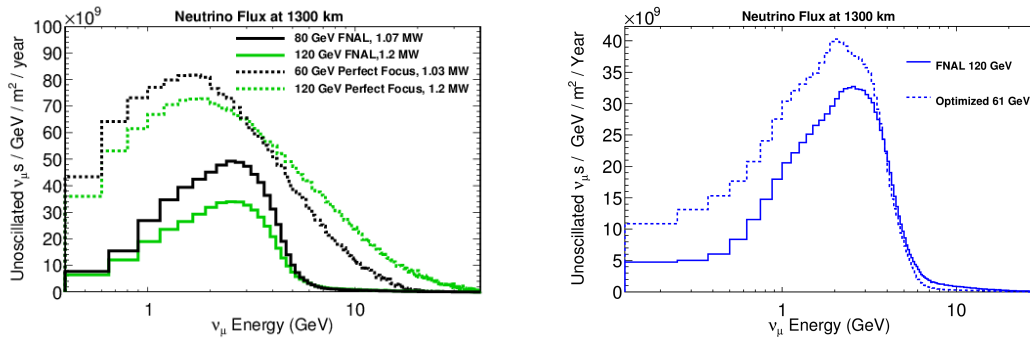 Neutrino Flux at 1300 km
×10⁹
Unoscillated νμs / GeV / m² / year
100
90
80
70
60
50
40
30
20
10
0
80 GeV FNAL, 1.07 MW
120 GeV FNAL,1.2 MW
60 GeV Perfect Focus, 1.03 MW
120 GeV Perfect Focus, 1.2 MW
1
10
νμ Energy (GeV)
Neutrino Flux at 1300 km
×10⁹
Unoscillated νμs / GeV / m² / Year
40
35
30
25
20
15
10
5
0
FNAL 120 GeV
Optimized 61 GeV
1
10
νμ Energy (GeV)